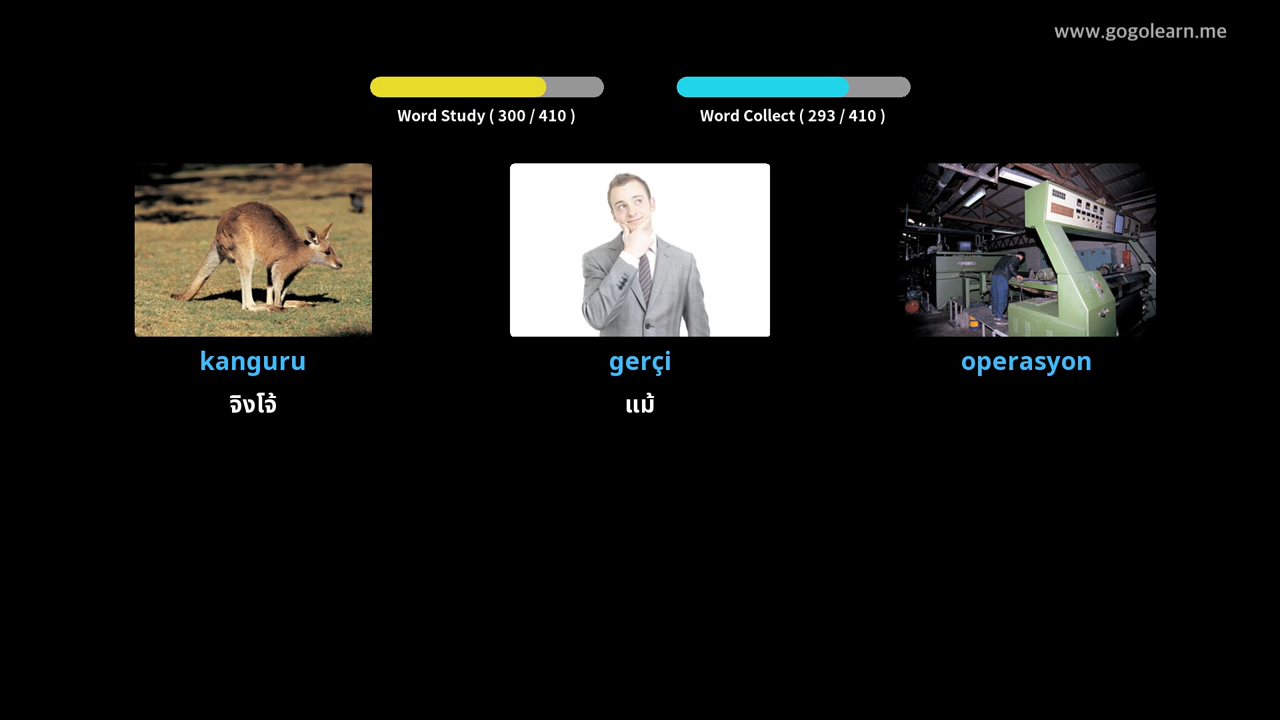 www.gogolearn.me
Word Study ( 300 / 410 )
Word Collect ( 293 / 410 )
kanguru
gerçi
operasyon
จิงโจ้
แม้